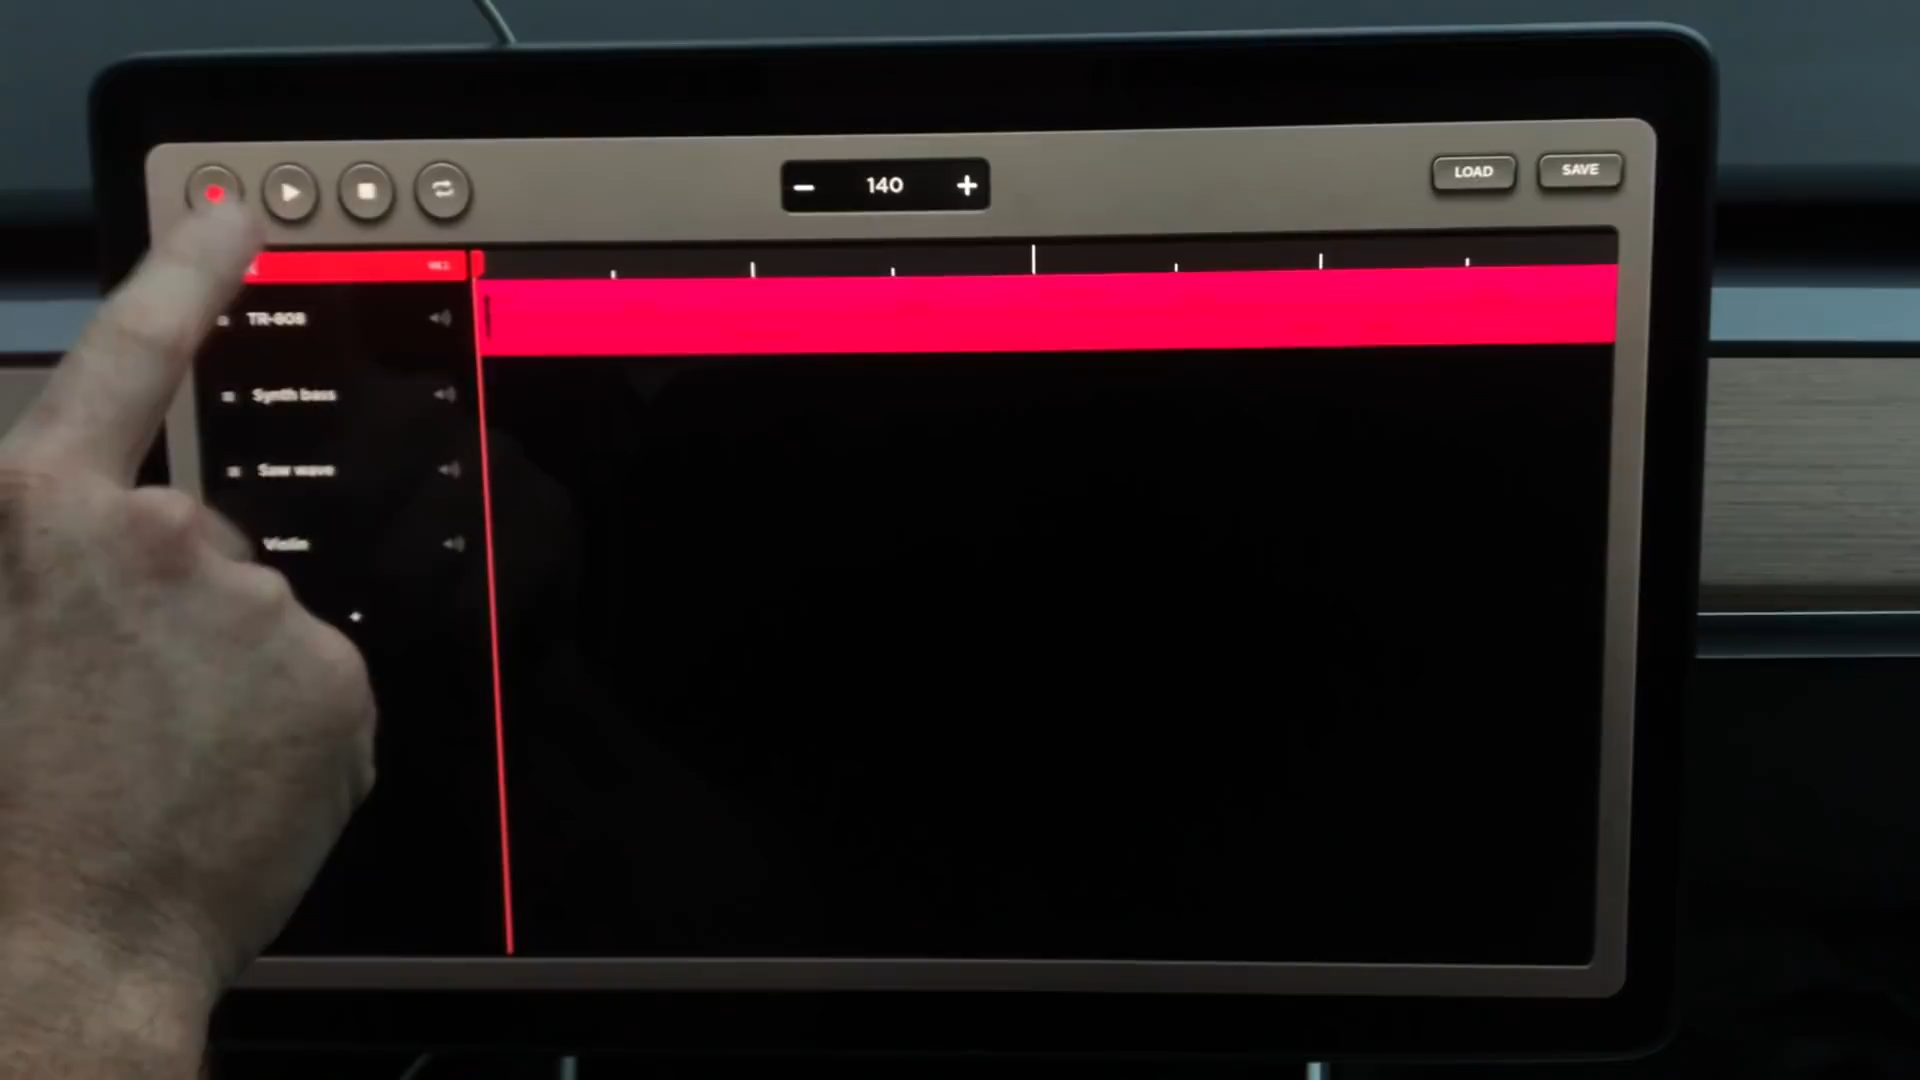 140
LOAD
SAVE
TR-808
Synth bass
Saw wave
Violin